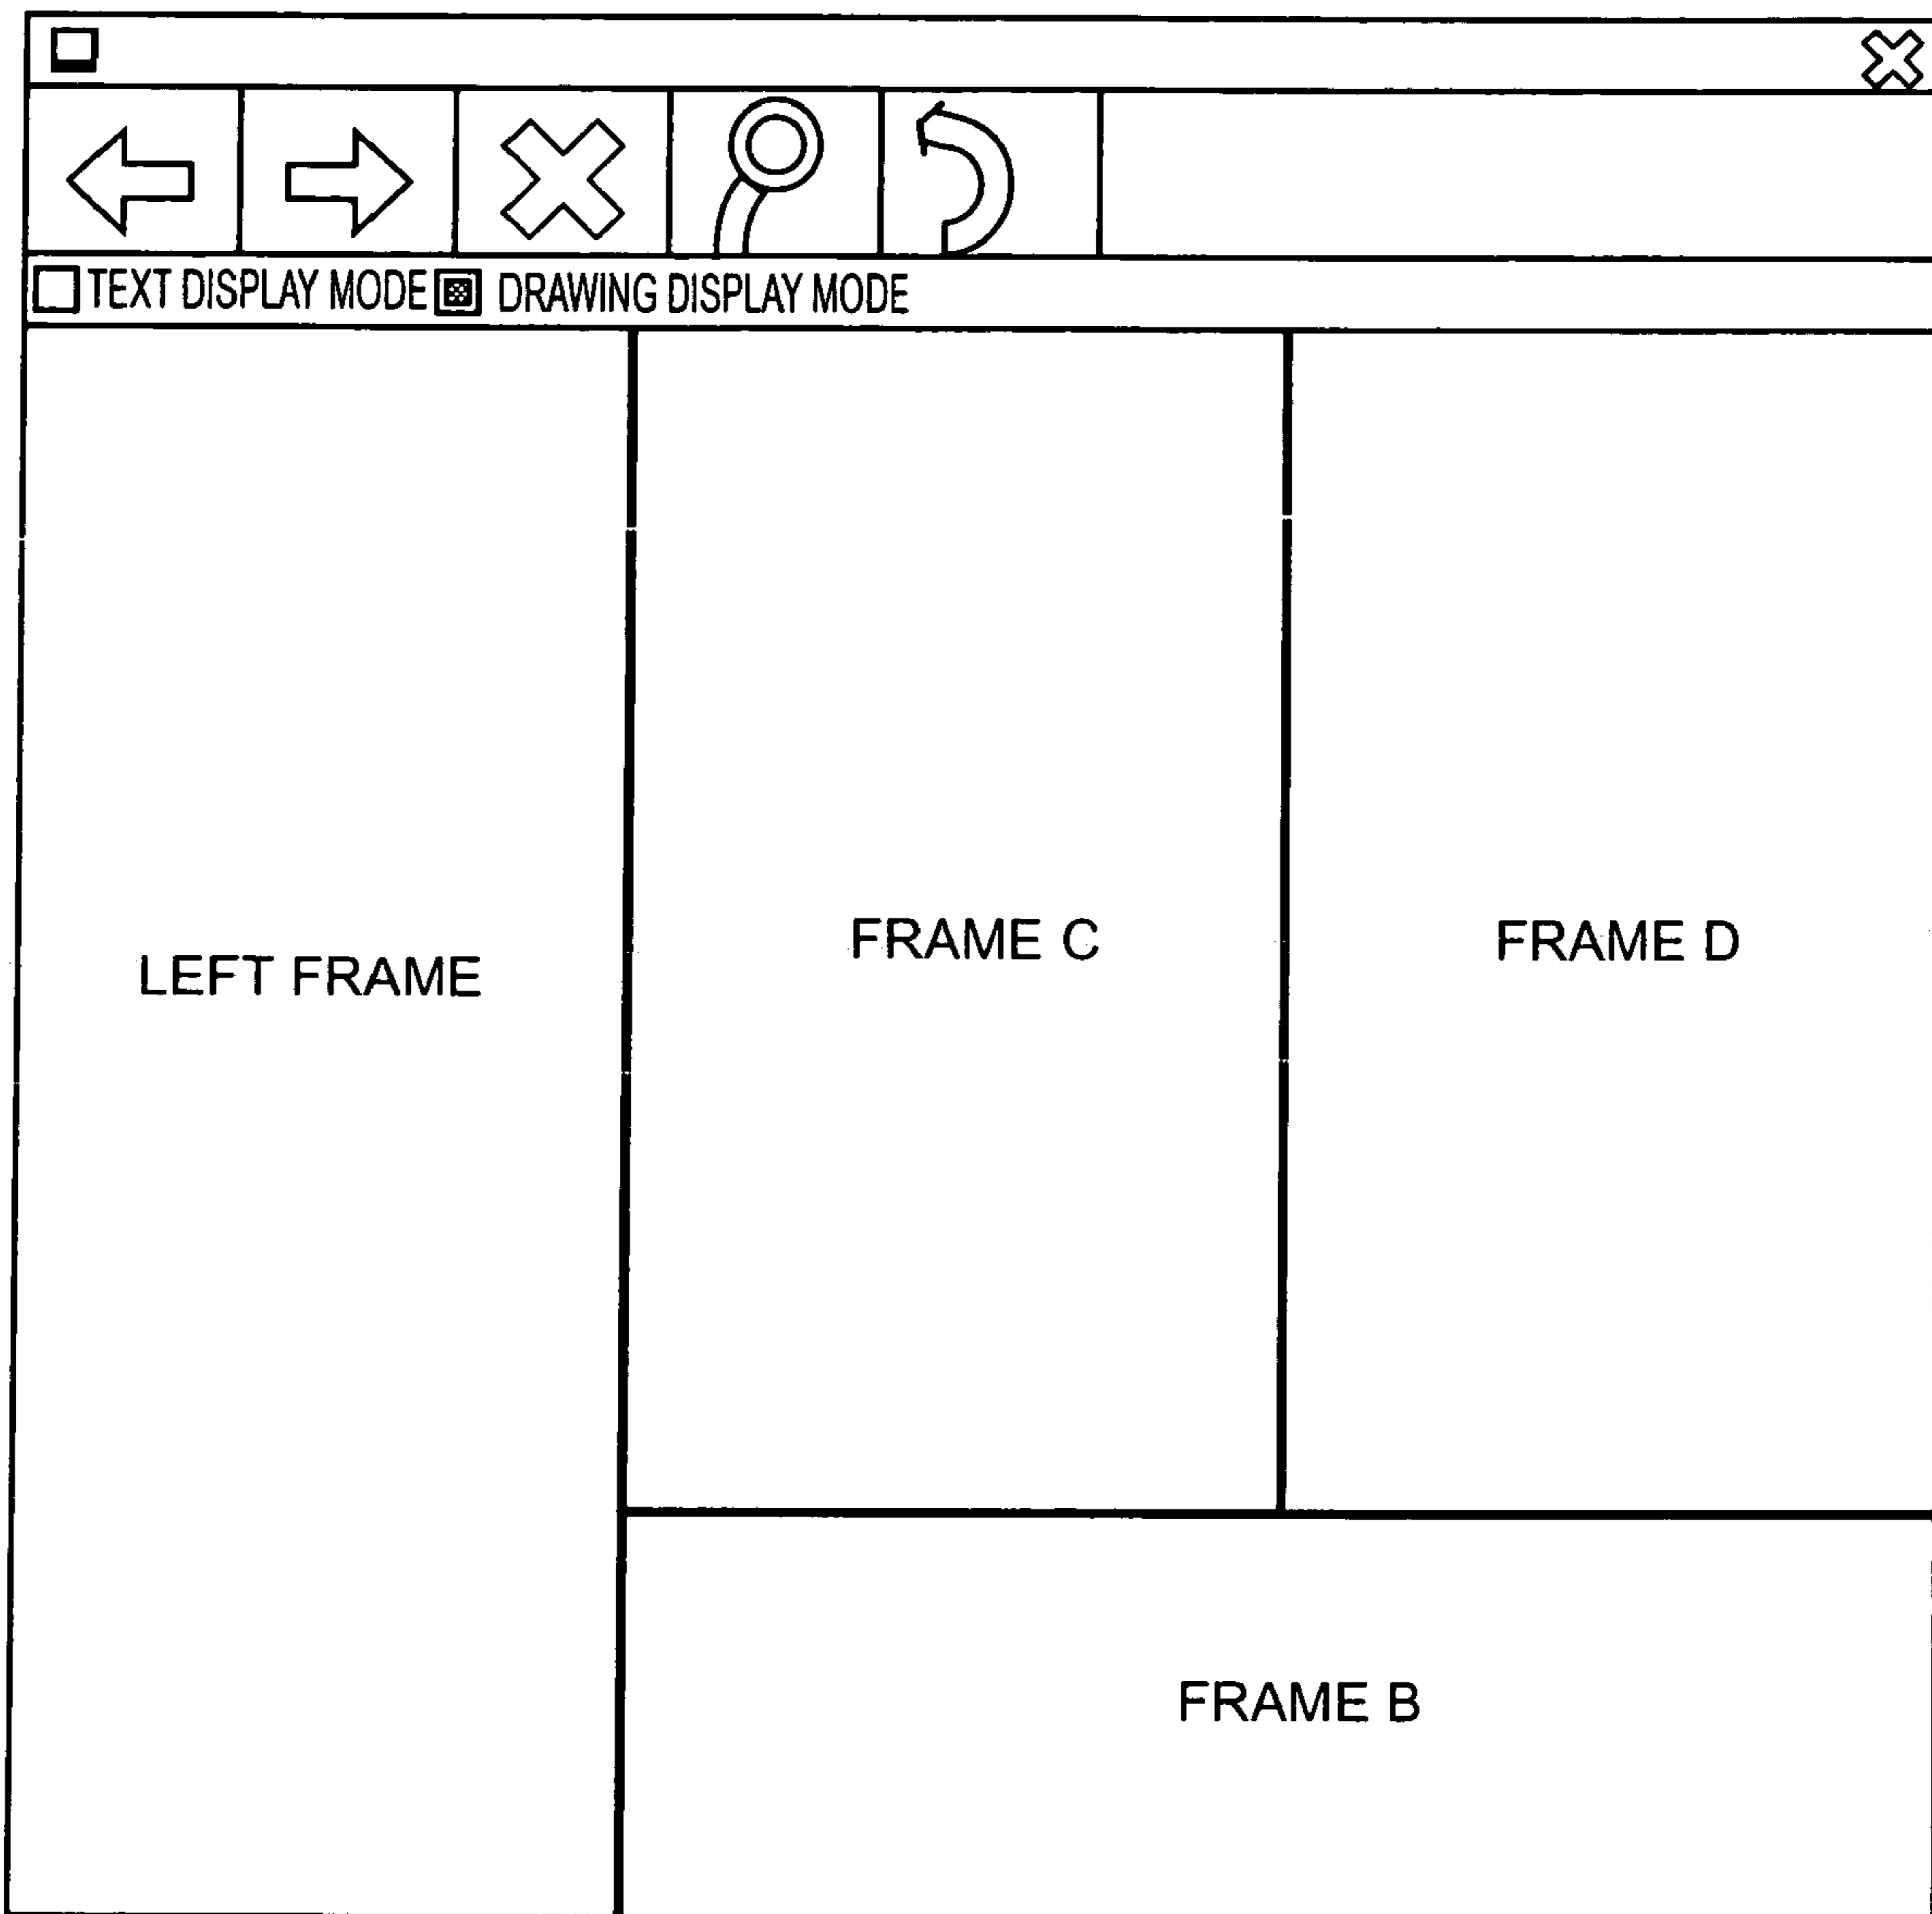 TEXT DISPLAY MODE DRAWING DISPLAY MODE
LEFT FRAME
FRAME C
FRAME D
FRAME B